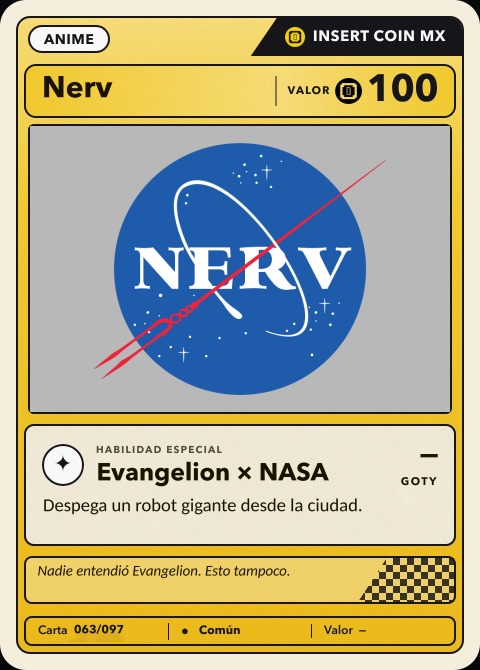 ANIME
INSERT COIN MX
Nerv
VALOR 100
NERV
HABILIDAD ESPECIAL
Evangelion × NASA
–
GOTY
Despega un robot gigante desde la ciudad.
Nadie entendió Evangelion. Esto tampoco.
Carta 063/097 • Común Valor –